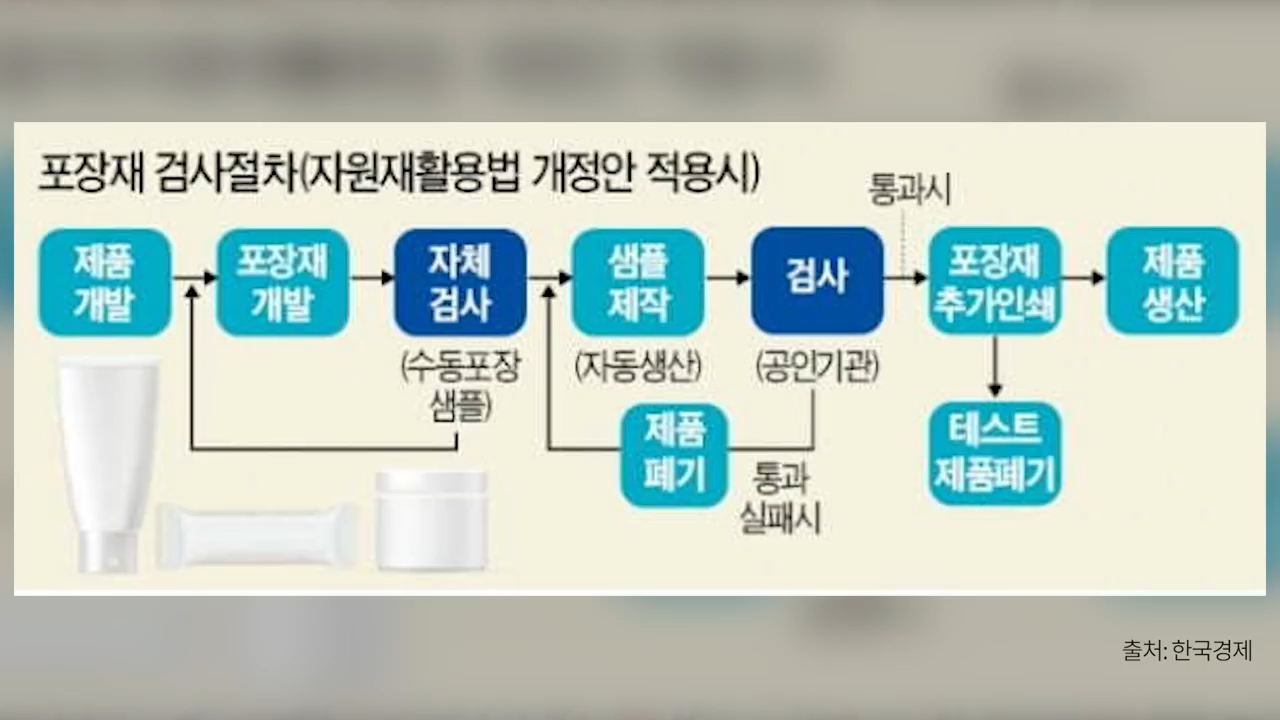 포장재 검사절차(자원재활용법 개정안 적용시)
통과시
제품
개발
포장재
개발
자체
검사
(수동포장
샘플)
샘플
제작
(자동생산)
검사
(공인기관)
포장재
추가인쇄
제품
생산
제품
폐기
통과
실패시
테스트
제품폐기
출처: 한국경제